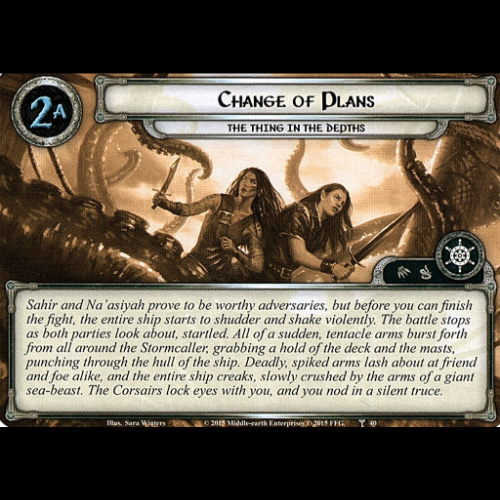 2A
CHANGE OF PLANS
THE THING IN THE DEPTHS
Sahír and Na'asiyah prove to be worthy adversaries, but before you can finish
the fight, the entire ship starts to shudder and shake violently. The battle stops
as both parties look about, startled. All of a sudden, tentacle arms burst forth
from all around the Stormcaller, grabbing a hold of the deck and the masts,
punching through the hull of the ship. Deadly, spiked arms lash about at friend
and foe alike, and the entire ship creaks, slowly crushed by the arms of a giant
sea-beast. The Corsairs lock eyes with you, and you nod in a silent truce.
Illus. Sara Winters © 2015 Middle-earth Enterprises © 2015 FFG. 40